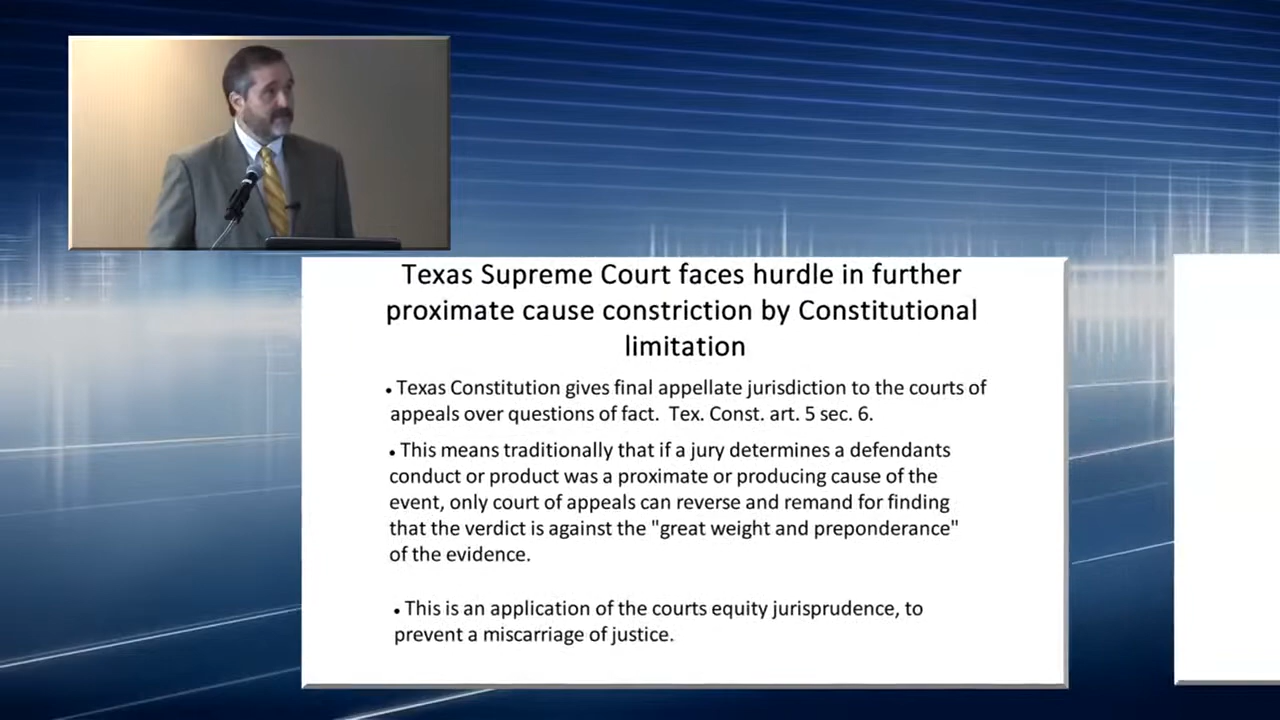 Texas Supreme Court faces hurdle in further
proximate cause constriction by Constitutional
limitation
• Texas Constitution gives final appellate jurisdiction to the courts of
appeals over questions of fact.  Tex. Const. art. 5 sec. 6.
• This means traditionally that if a jury determines a defendants
conduct or product was a proximate or producing cause of the
event, only court of appeals can reverse and remand for finding
that the verdict is against the "great weight and preponderance"
of the evidence.
• This is an application of the courts equity jurisprudence, to
prevent a miscarriage of justice.